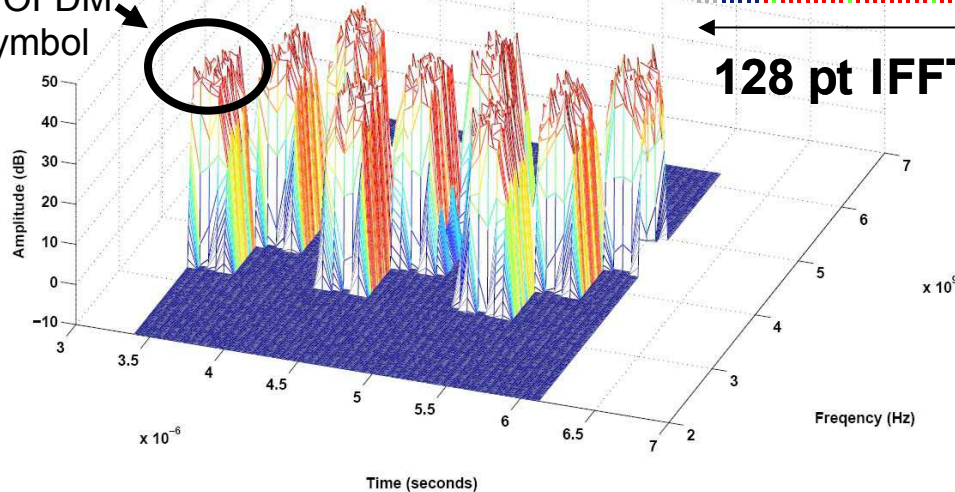 OFDM
ymbol
128 pt IFFT
Amplitude (dB)
50
40
30
20
10
0
−10
3
3.5
4
4.5
5
5.5
6
6.5
7
x 10⁻⁶
Time (seconds)
2
3
4
5
6
7
x 10⁹
Freqency (Hz)